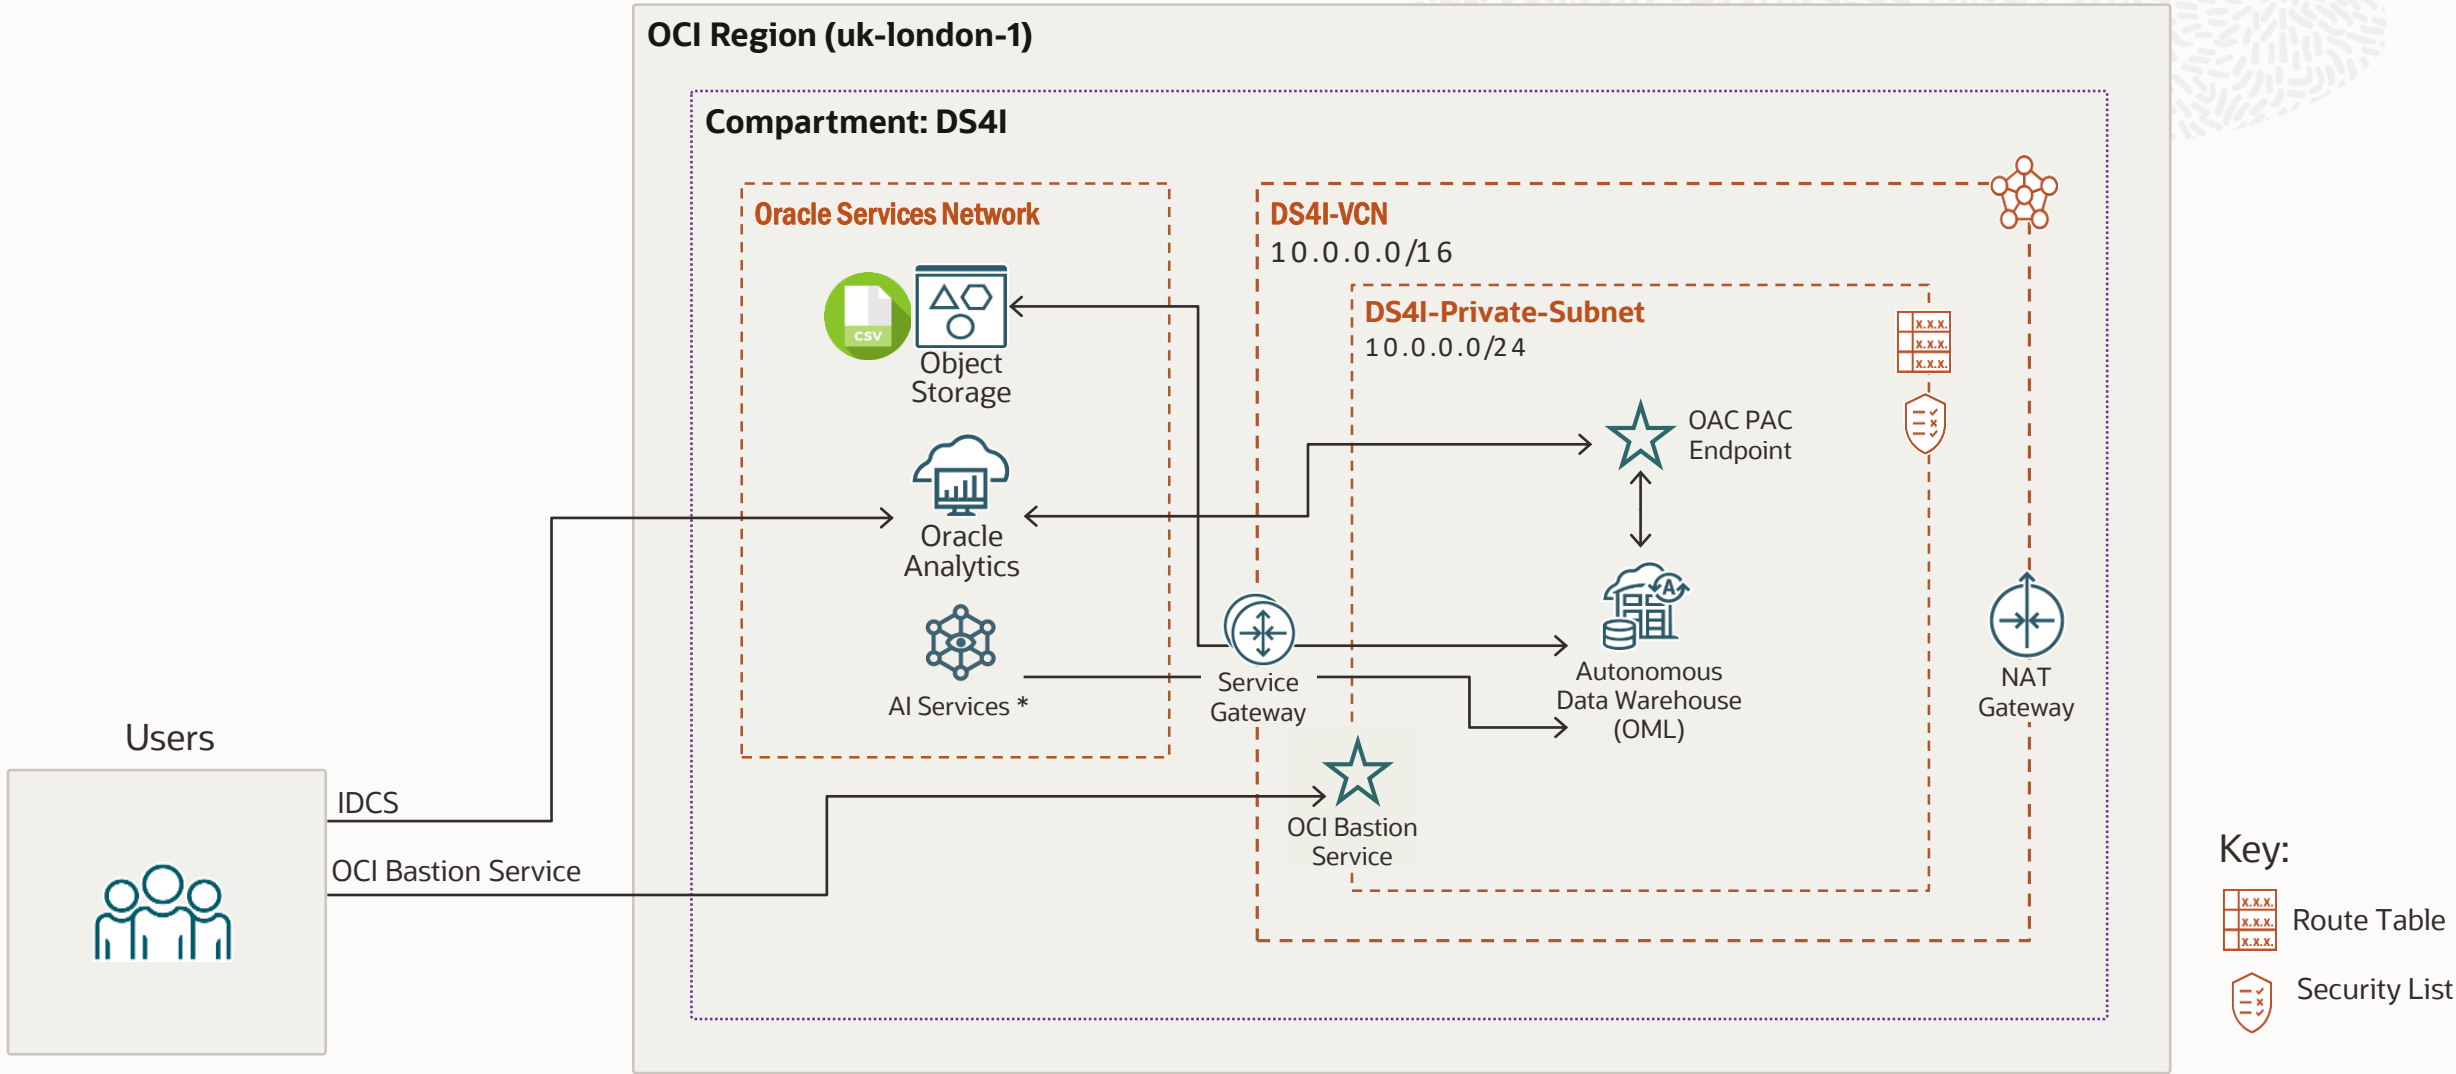 OCI Region (uk-london-1)
Compartment: DS4I
Oracle Services Network
CSV
Object
Storage
Oracle
Analytics
AI Services *
DS4I-VCN
10.0.0.0/16
DS4I-Private-Subnet
10.0.0.0/24
x.x.x.
x.x.x.
x.x.x.
OAC PAC
Endpoint
A
Autonomous
Data Warehouse
(OML)
Service
Gateway
NAT
Gateway
OCI Bastion
Service
Users
IDCS
OCI Bastion Service
Key:
x.x.x.
x.x.x.
x.x.x.
Route Table
Security List